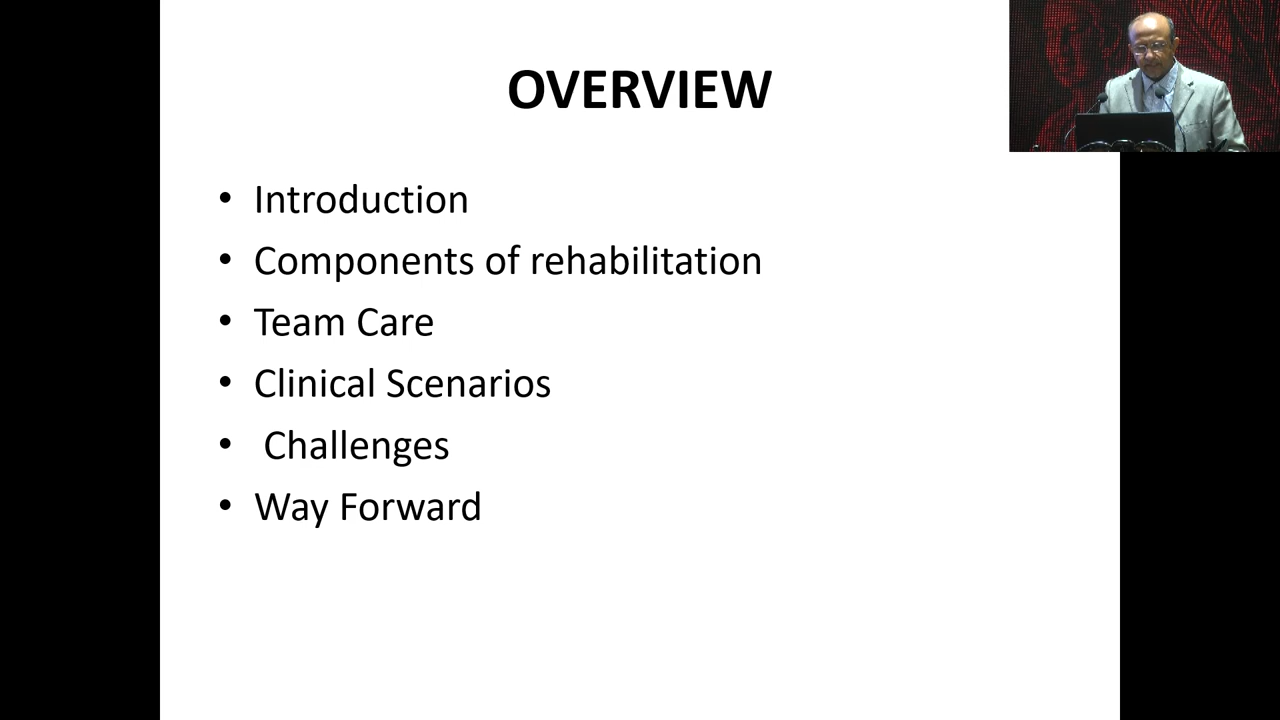 OVERVIEW
• Introduction
• Components of rehabilitation
• Team Care
• Clinical Scenarios
• Challenges
• Way Forward